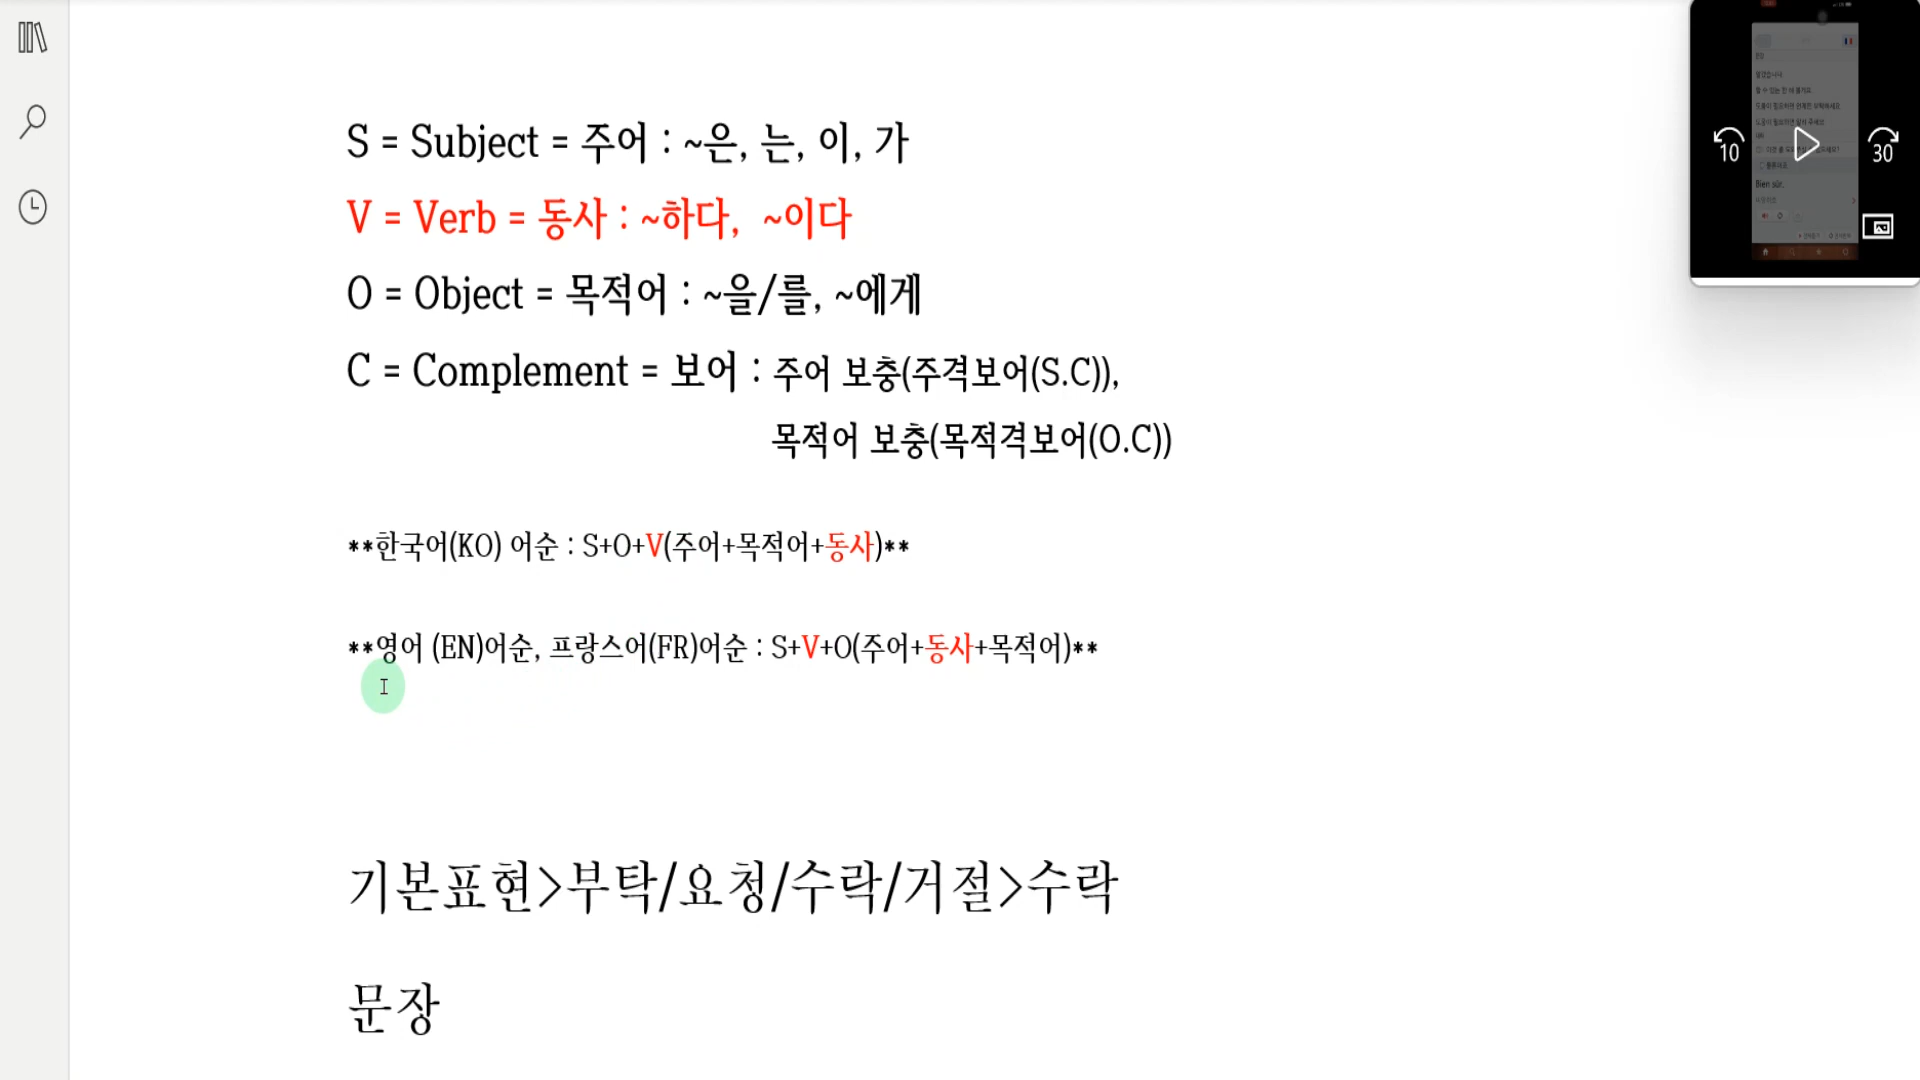 S = Subject = 주어 : ~은, 는, 이, 가
V = Verb = 동사 : ~하다, ~이다
O = Object = 목적어 : ~을/를, ~에게
C = Complement = 보어 : 주어 보충(주격보어(S.C)),
목적어 보충(목적격보어(O.C))
**한국어(KO) 어순 : S+O+V(주어+목적어+동사)**
**영어 (EN)어순, 프랑스어(FR)어순 : S+V+O(주어+동사+목적어)**
기본표현>부탁/요청/수락/거절>수락
문장
10
30
Bien sûr.